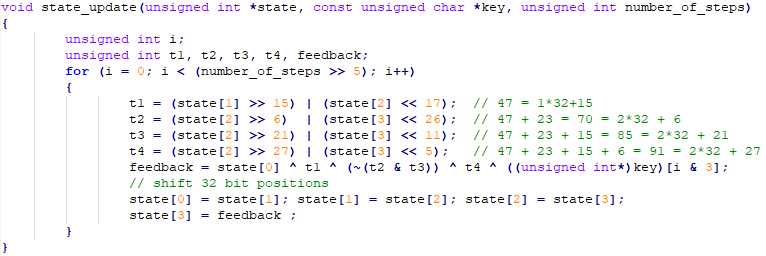 void state_update(unsigned int *state, const unsigned char *key, unsigned int number_of_steps)
{
unsigned int i;
unsigned int t1, t2, t3, t4, feedback;
for (i = 0; i < (number_of_steps >> 5); i++)
{
t1 = (state[1] >> 15) | (state[2] << 17); // 47 = 1*32+15
t2 = (state[2] >> 6) | (state[3] << 26); // 47 + 23 = 70 = 2*32 + 6
t3 = (state[2] >> 21) | (state[3] << 11); // 47 + 23 + 15 = 85 = 2*32 + 21
t4 = (state[2] >> 27) | (state[3] << 5); // 47 + 23 + 15 + 6 = 91 = 2*32 + 27
feedback = state[0] ^ t1 ^ (~(t2 & t3)) ^ t4 ^ ((unsigned int*)key)[i & 3];
// shift 32 bit positions
state[0] = state[1]; state[1] = state[2]; state[2] = state[3];
state[3] = feedback ;
}
}